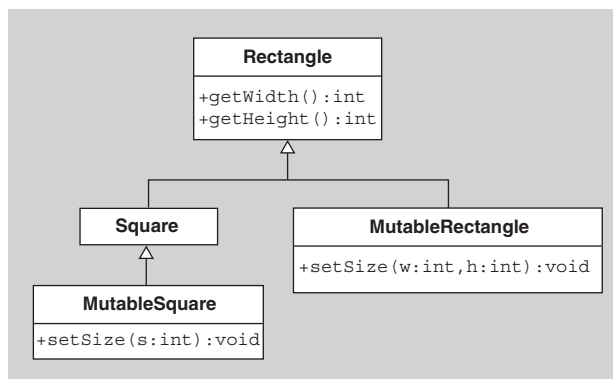 Rectangle
+getWidth():int
+getHeight():int
Square
MutableRectangle
+setSize(w:int,h:int):void
MutableSquare
+setSize(s:int):void